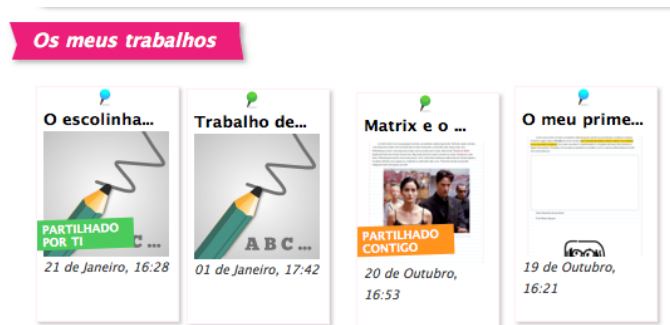 Os meus trabalhos
O escolinha...
PARTILHADO
POR TI
C ...
21 de Janeiro, 16:28
Trabalho de...
A B C ...
01 de Janeiro, 17:42
Matrix e o ...
PARTILHADO
CONTIGO
20 de Outubro,
16:53
O meu prime...
19 de Outubro,
16:21